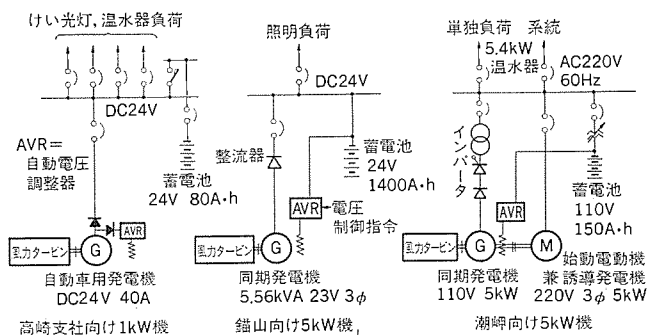 けい光灯,温水器負荷
DC24V
AVR=
自動電圧
調整器
蓄電池
24V 80A·h
AVR
風力タービン
G
自動車用発電機
DC24V 40A
高崎支社向け1kW機
照明負荷
DC24V
整流器
蓄電池
24V
1400A·h
AVR
電圧
制御指令
風力タービン
G
同期発電機
5,56kVA 23V 3φ
錨山向け5kW機
単独負荷 系統
5.4kW
温水器
AC220V
60Hz
インバータ
蓄電池
110V
150A·h
AVR
風力タービン
G
M
同期発電機
110V 5kW
始動電動機
兼誘導発電機
220V 3φ 5kW
潮岬向け5kW機